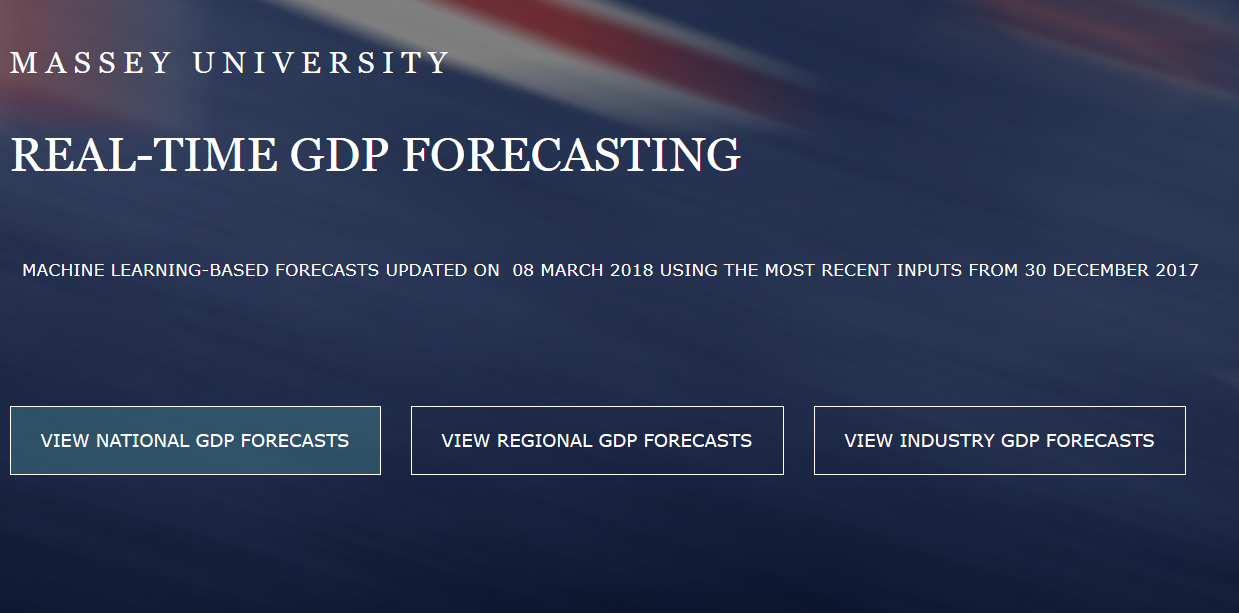 MASSEY UNIVERSITY
REAL-TIME GDP FORECASTING
MACHINE LEARNING-BASED FORECASTS UPDATED ON 08 MARCH 2018 USING THE MOST RECENT INPUTS FROM 30 DECEMBER 2017
VIEW NATIONAL GDP FORECASTS
VIEW REGIONAL GDP FORECASTS
VIEW INDUSTRY GDP FORECASTS